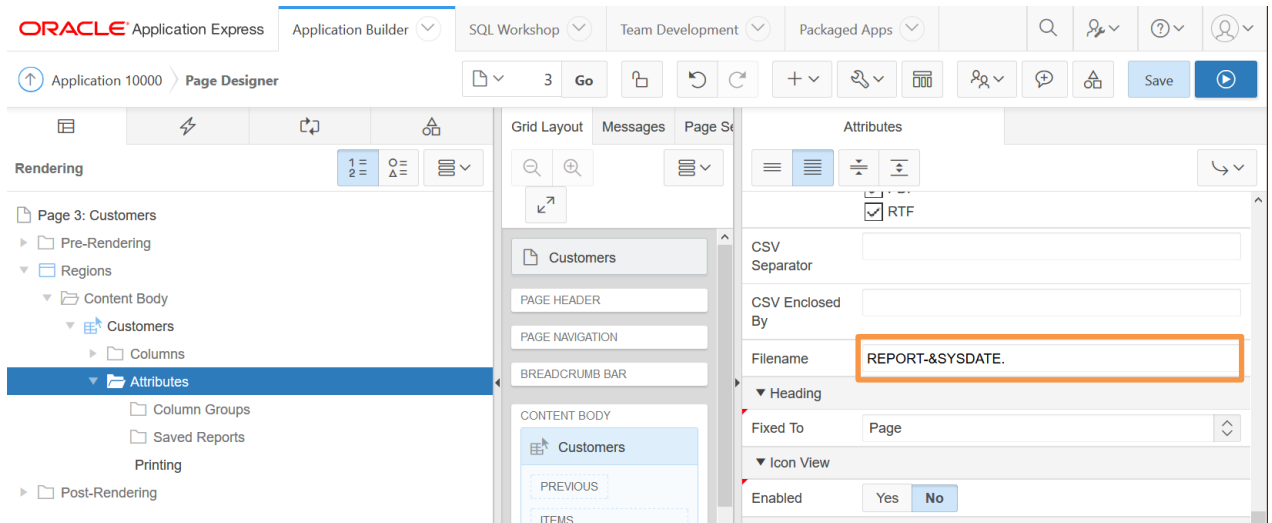 ORACLE Application Express Application Builder SQL Workshop Team Development Packaged Apps
Application 10000 Page Designer 3 Go Save
Grid Layout Messages Page Se Attributes
Rendering 1 2
RTF
Page 3: Customers
Pre-Rendering
Regions
Content Body
Customers
Columns
Attributes
Column Groups
Saved Reports
Printing
Post-Rendering
Customers
PAGE HEADER
PAGE NAVIGATION
BREADCRUMB BAR
CONTENT BODY
Customers
PREVIOUS
ITEMS
CSV
Separator
CSV Enclosed
By
Filename REPORT-&SYSDATE.
Heading
Fixed To Page
Icon View
Enabled Yes No